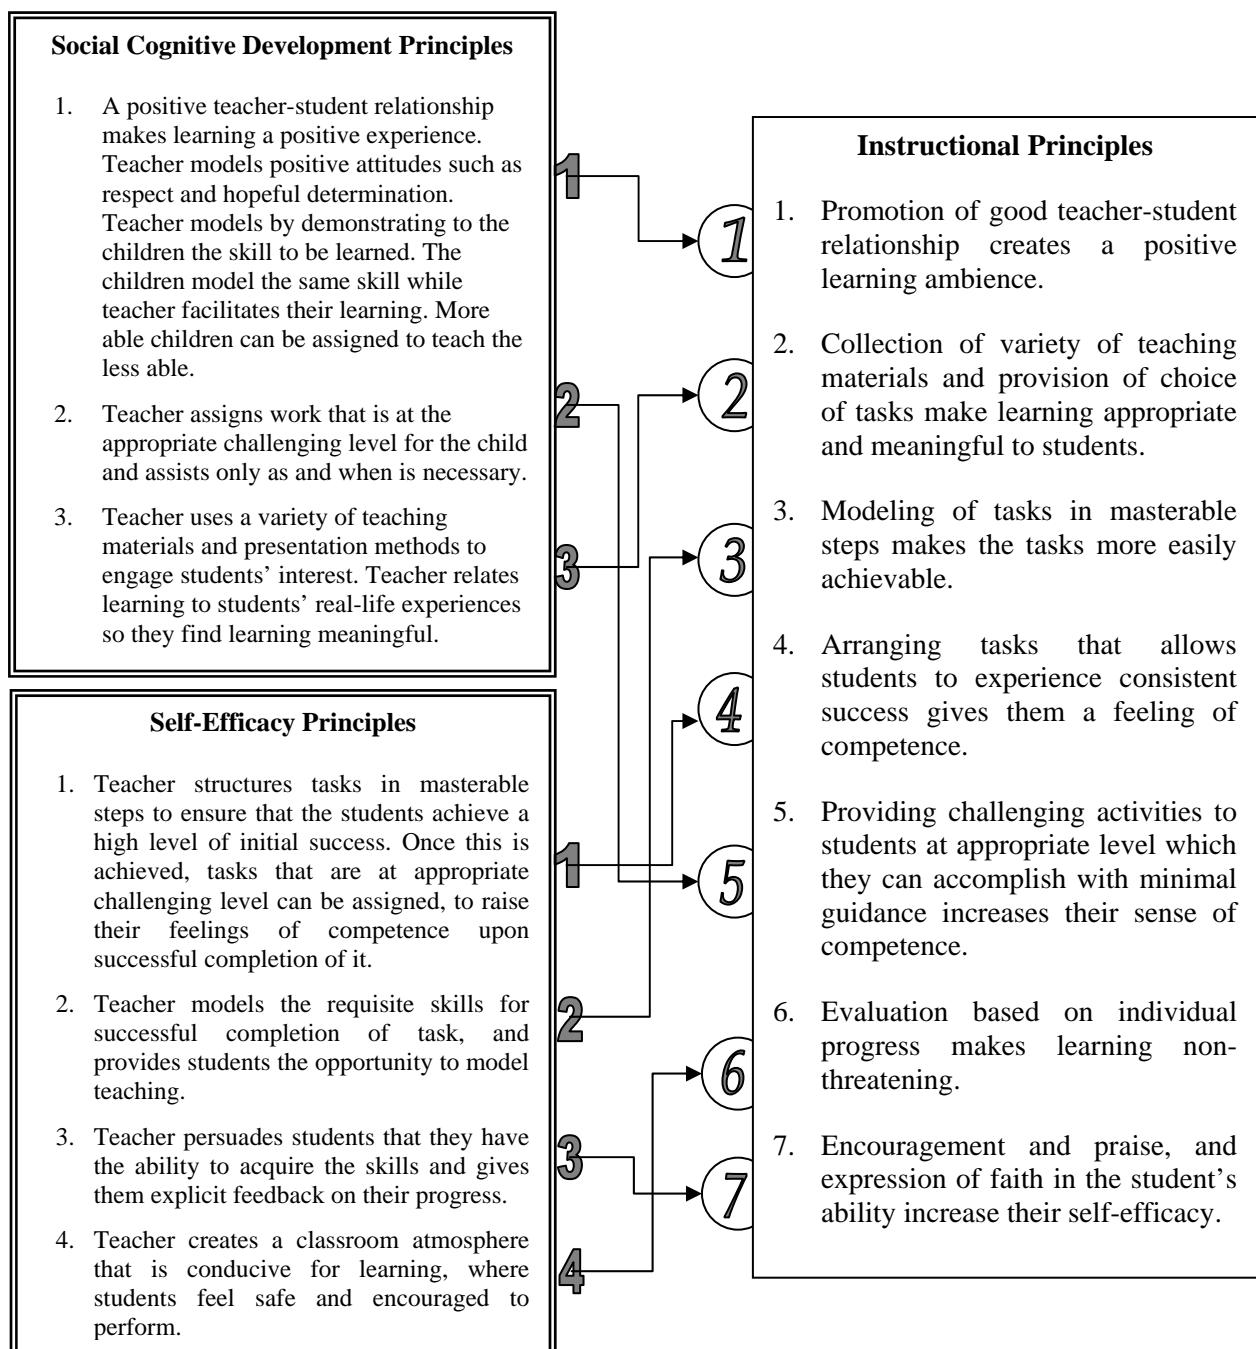 Social Cognitive Development Principles
1. A positive teacher-student relationship
makes learning a positive experience.
Teacher models positive attitudes such as
respect and hopeful determination.
Teacher models by demonstrating to the
children the skill to be learned. The
children model the same skill while
teacher facilitates their learning. More
able children can be assigned to teach the
less able.
2. Teacher assigns work that is at the
appropriate challenging level for the child
and assists only as and when is necessary.
3. Teacher uses a variety of teaching
materials and presentation methods to
engage students’ interest. Teacher relates
learning to students’ real-life experiences
so they find learning meaningful.
1
2
3
Self-Efficacy Principles
1. Teacher structures tasks in masterable
steps to ensure that the students achieve a
high level of initial success. Once this is
achieved, tasks that are at appropriate
challenging level can be assigned, to raise
their feelings of competence upon
successful completion of it.
2. Teacher models the requisite skills for
successful completion of task, and
provides students the opportunity to model
teaching.
3. Teacher persuades students that they have
the ability to acquire the skills and gives
them explicit feedback on their progress.
4. Teacher creates a classroom atmosphere
that is conducive for learning, where
students feel safe and encouraged to
perform.
1
2
3
4
1
2
3
4
5
6
7
Instructional Principles
1. Promotion of good teacher-student
relationship creates a positive
learning ambience.
2. Collection of variety of teaching
materials and provision of choice
of tasks make learning appropriate
and meaningful to students.
3. Modeling of tasks in masterable
steps makes the tasks more easily
achievable.
4. Arranging tasks that allows
students to experience consistent
success gives them a feeling of
competence.
5. Providing challenging activities to
students at appropriate level which
they can accomplish with minimal
guidance increases their sense of
competence.
6. Evaluation based on individual
progress makes learning non-
threatening.
7. Encouragement and praise, and
expression of faith in the student’s
ability increase their self-efficacy.